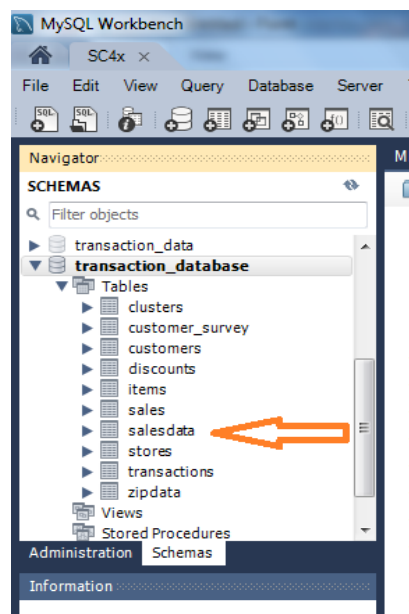 MySQL Workbench
SC4x ×
File Edit View Query Database Server
Navigator
SCHEMAS
Filter objects
transaction_data
transaction_database
Tables
clusters
customer_survey
customers
discounts
items
sales
salesdata
stores
transactions
zipdata
Views
Stored Procedures
Administration Schemas
Information